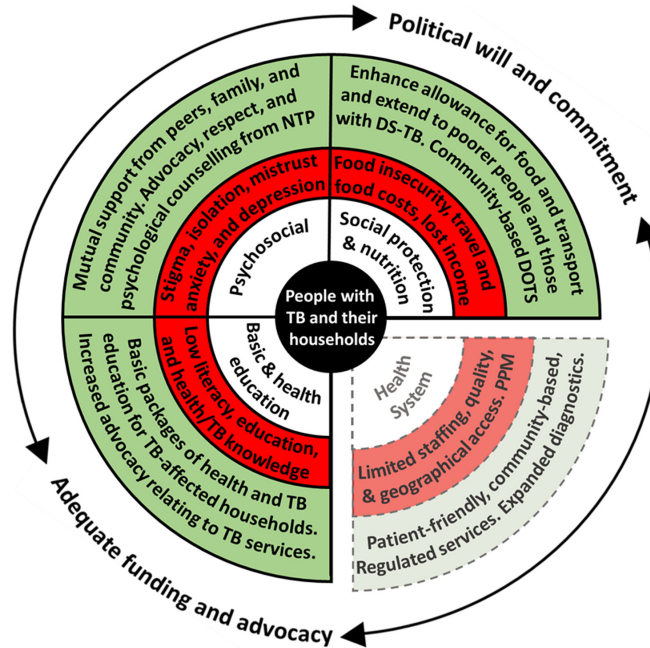 Political will and commitment
Mutual support from peers, family, and
community. Advocacy, respect, and
psychological counselling from NTP
Stigma, isolation, mistrust
anxiety, and depression
Psychosocial
Enhance allowance for food and transport
and extend to poorer people and those
with DS-TB. Community-based DOTS
Food insecurity, travel and
food costs, lost income
Social protection
& nutrition
People with
TB and their
households
Basic & health
education
Low literacy, education,
and health/TB knowledge
Basic packages of health and TB
education for TB-affected households.
Increased advocacy relating to TB services.
Health
System
Limited staffing, quality,
& geographical access. PPM
Patient-friendly, community-based,
Regulated services. Expanded diagnostics.
Adequate funding and advocacy